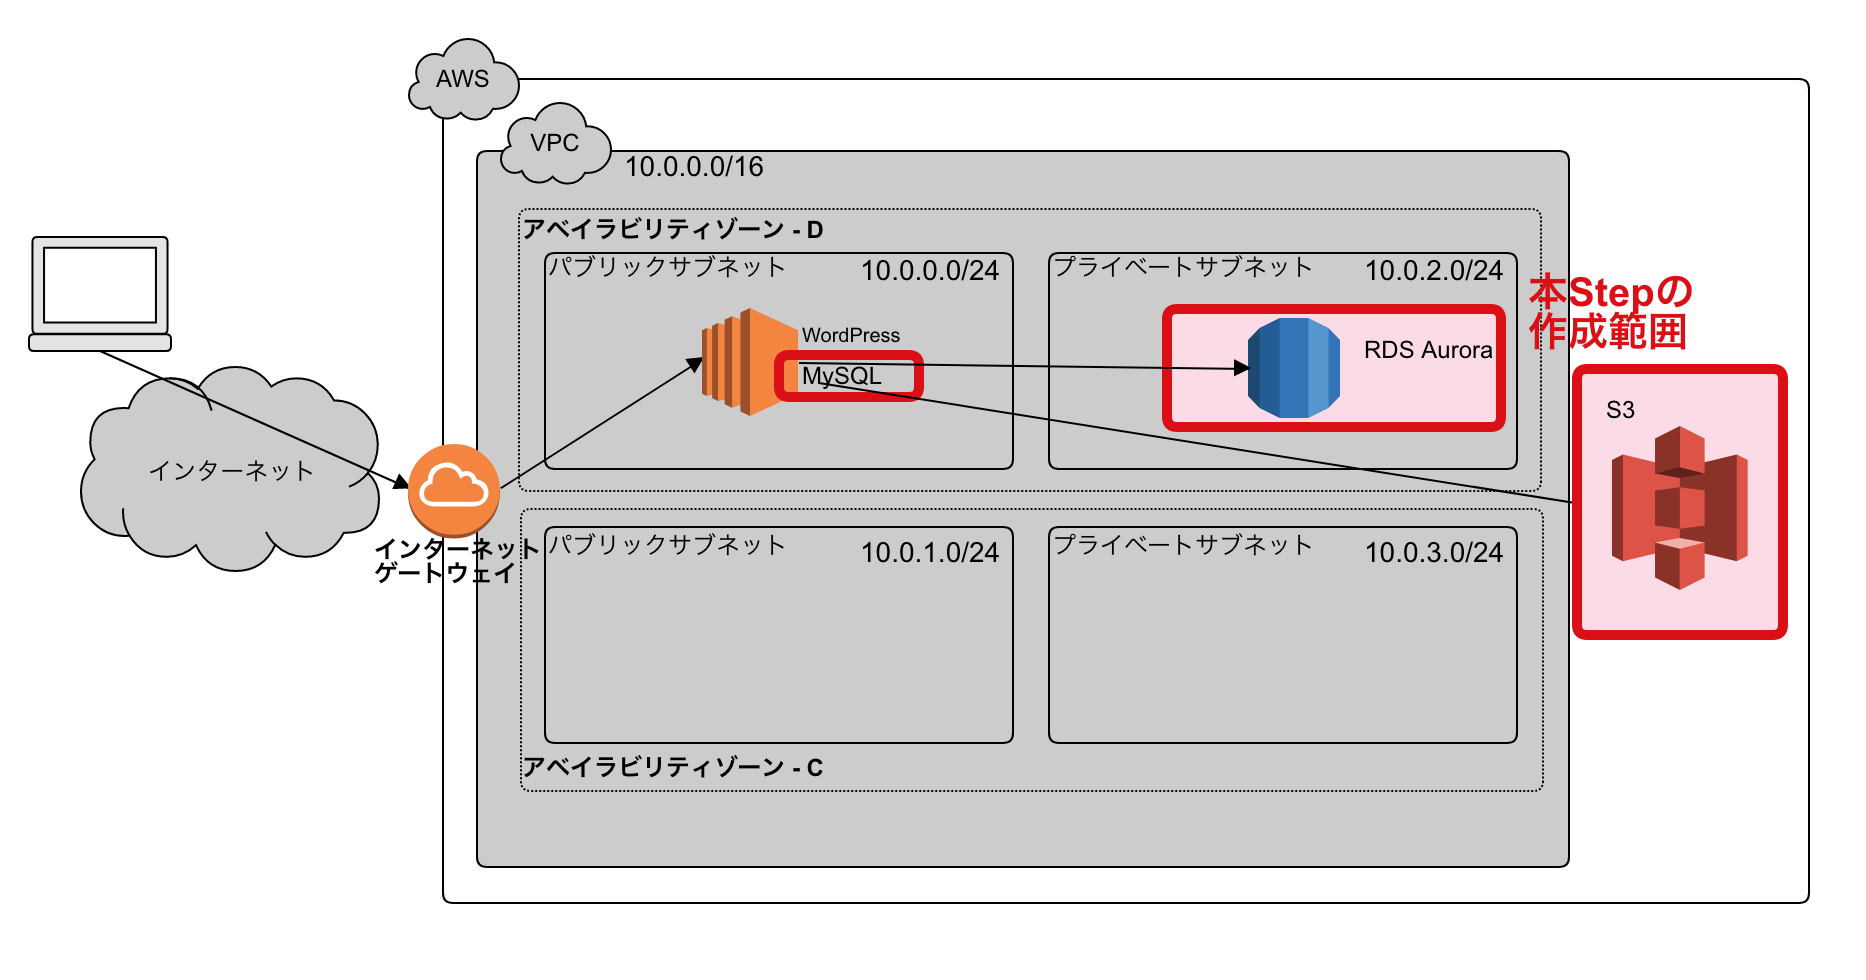 AWS
VPC
10.0.0.0/16
アベイラビリティゾーン - D
パブリックサブネット
10.0.0.0/24
プライベートサブネット
10.0.2.0/24
本Stepの
作成範囲
WordPress
MySQL
RDS Aurora
S3
インターネット
インターネット
ゲートウェイ
パブリックサブネット
10.0.1.0/24
プライベートサブネット
10.0.3.0/24
アベイラビリティゾーン - C